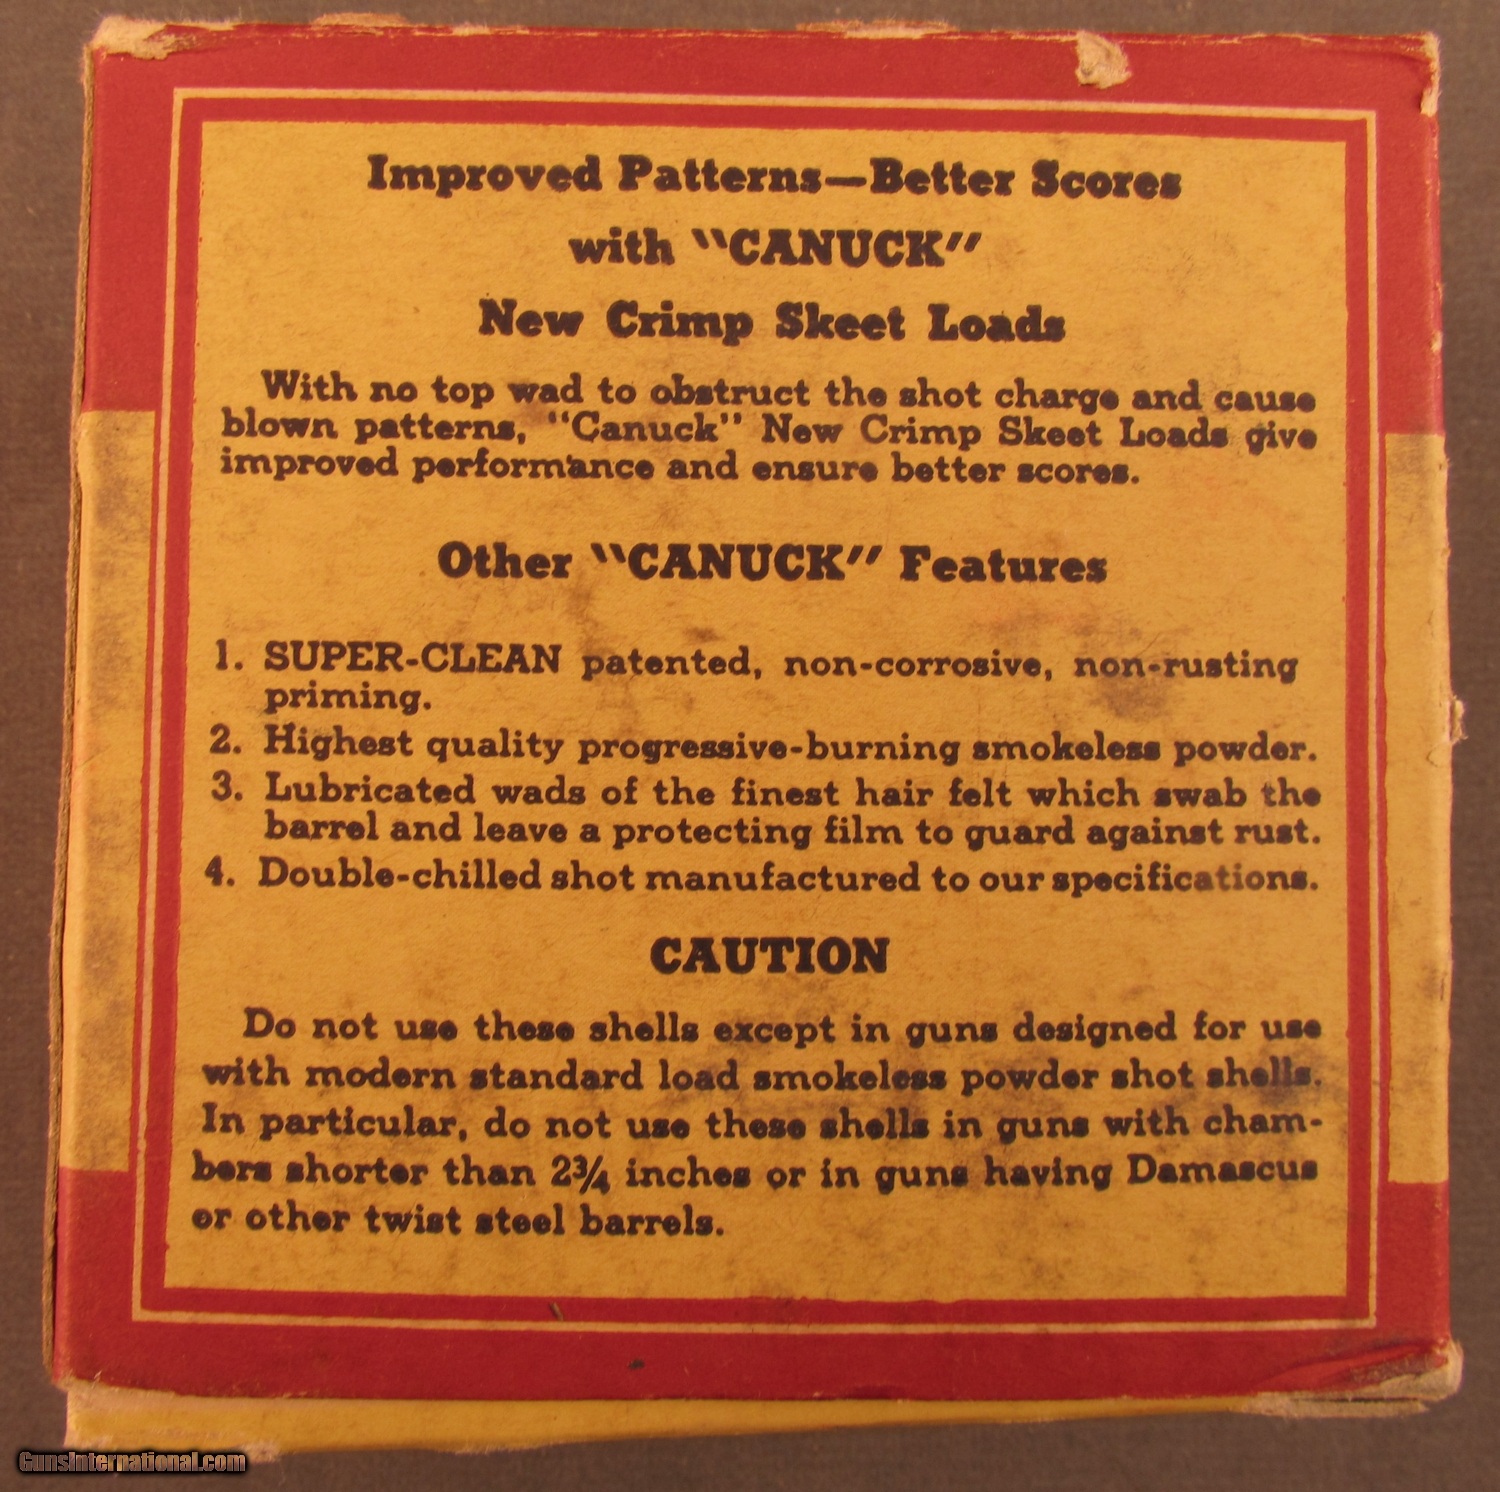 Improved Patterns—Better Scores
with "CANUCK"
New Crimp Skeet Loads
With no top wad to obstruct the shot charge and cause
blown patterns, "Canuck" New Crimp Skeet Loads give
improved performance and ensure better scores.
Other "CANUCK" Features
1. SUPER-CLEAN patented, non-corrosive, non-rusting
priming.
2. Highest quality progressive-burning smokeless powder.
3. Lubricated wads of the finest hair felt which swab the
barrel and leave a protecting film to guard against rust.
4. Double-chilled shot manufactured to our specifications.
CAUTION
Do not use these shells except in guns designed for use
with modern standard load smokeless powder shot shells.
In particular, do not use these shells in guns with cham-
bers shorter than 2¾ inches or in guns having Damascus
or other twist steel barrels.
GunsInternational.com